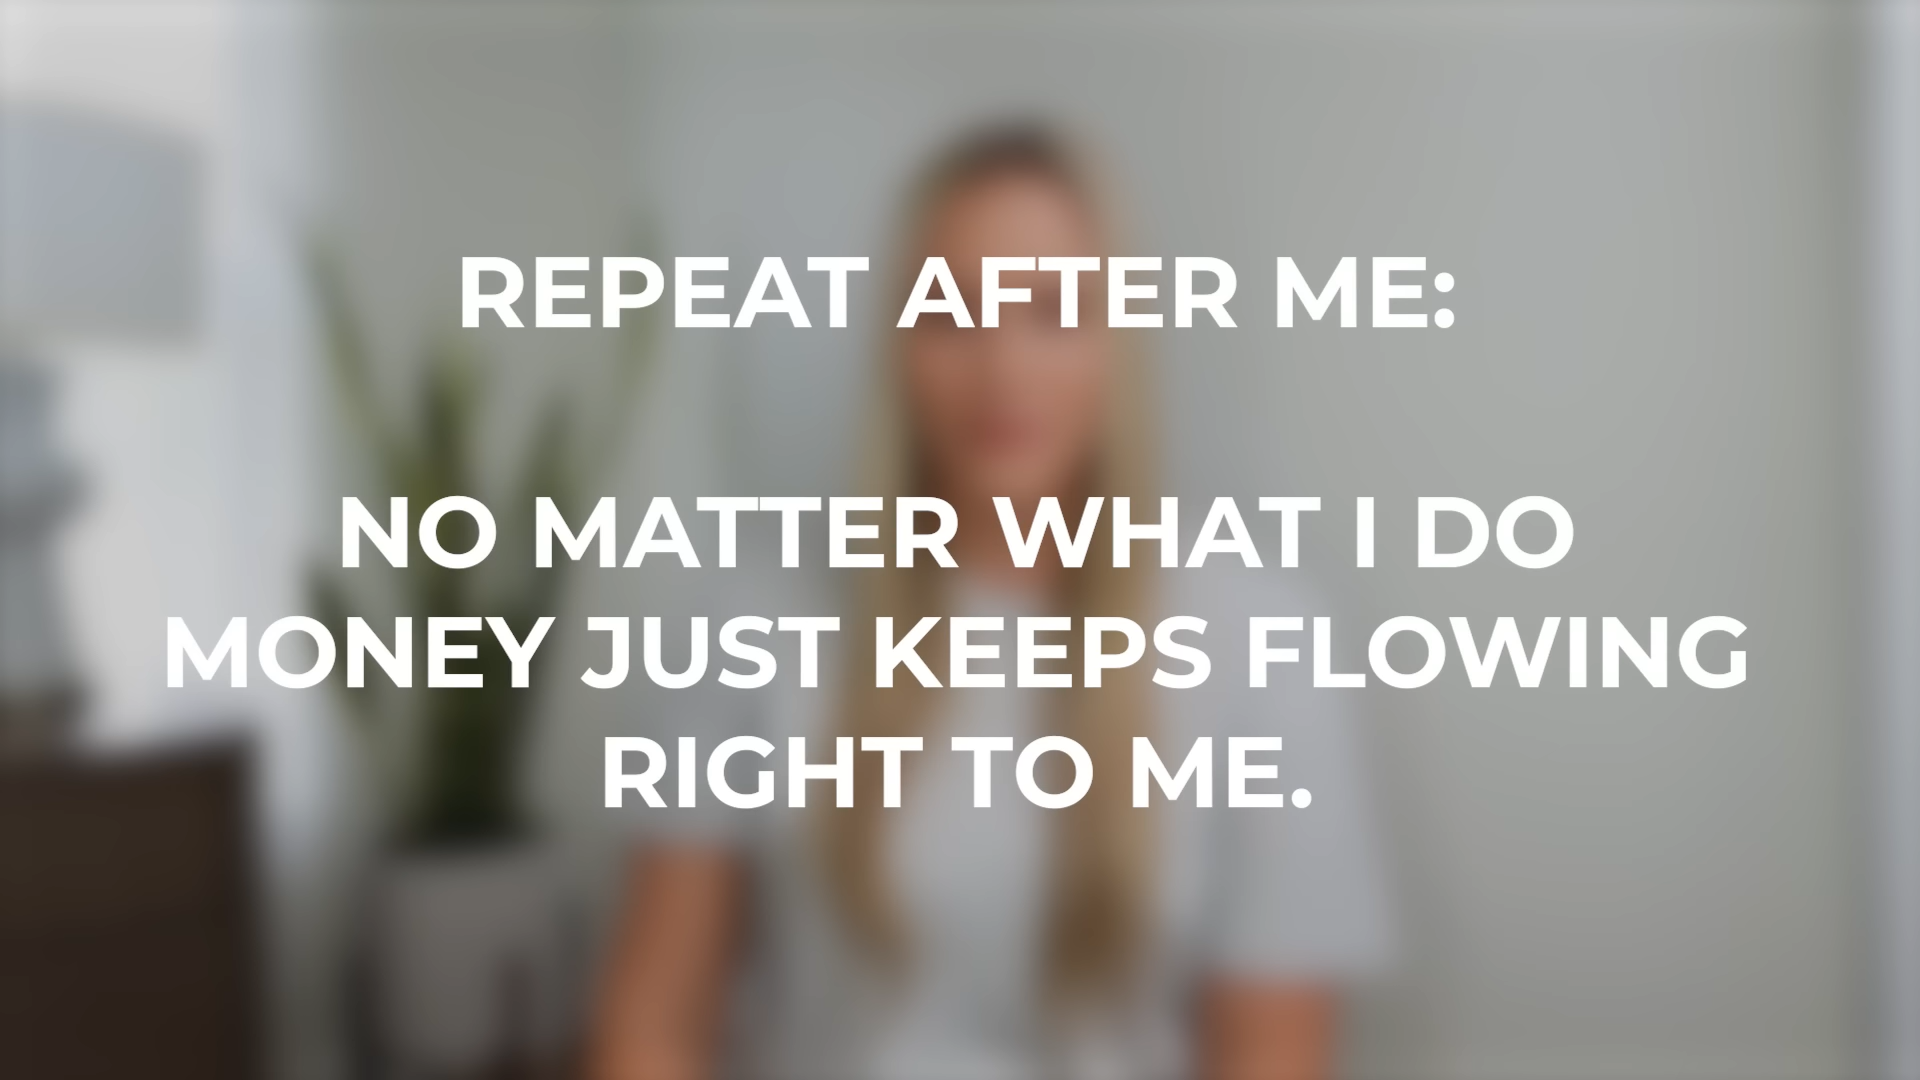 REPEAT AFTER ME:
NO MATTER WHAT I DO
MONEY JUST KEEPS FLOWING
RIGHT TO ME.